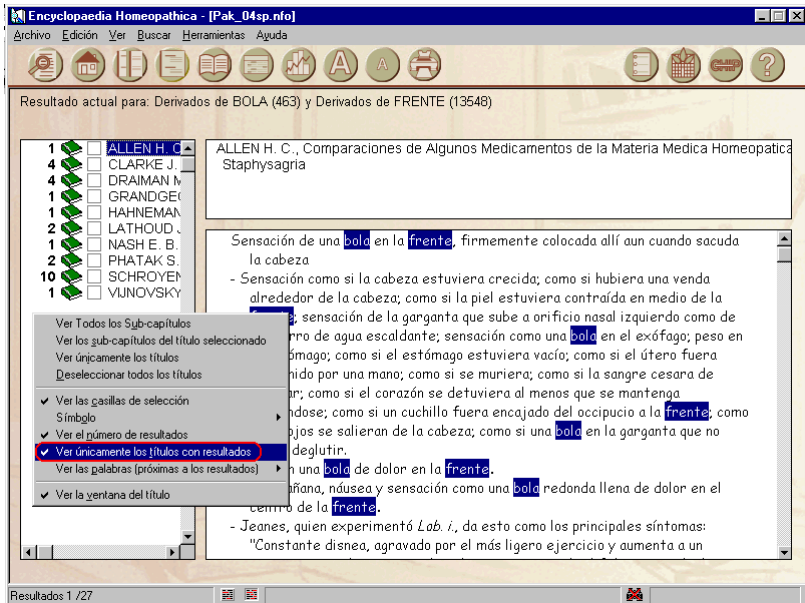 Encyclopaedia Homeopathica - [Pak_04sp.nfo]
Archivo Edición Ver Buscar Herramientas Ayuda
A A CHIP ?
Resultado actual para: Derivados de BOLA (463) y Derivados de FRENTE (13548)
1 ALLEN H. C
4 CLARKE J.
4 DRAIMAN M
1 GRANDGE
1 HAHNEMAN
2 LATHOUD J
1 NASH E. B.
2 PHATAK S.
10 SCHROYEN
1 VIJNOVSKY
ALLEN H. C., Comparaciones de Algunos Medicamentos de la Materia Medica Homeopatica
Staphysagria
Sensación de una bola en la frente, firmemente colocada allí aun cuando sacuda
la cabeza
- Sensación como si la cabeza estuviera crecida; como si hubiera una venda
alrededor de la cabeza; como si la piel estuviera contraída en medio de la
; sensación de la garganta que sube a orificio nasal izquierdo como de
rro de agua escaldante; sensación como una bola en el exófago; peso en
ómago; como si el estómago estuviera vacío; como si el útero fuera
nido por una mano; como si se muriera; como si la sangre cesara de
ar; como si el corazón se detuviera al menos que se mantenga
ndose; como si un cuchillo fuera encajado del occipucio a la frente; como
ojos se salieran de la cabeza; como si una bola en la garganta que no
deglutir.
una bola de dolor en la frente.
añana, náusea y sensación como una bola redonda llena de dolor en el
centro de la frente.
- Jeanes, quien experimentó Lob. i., da esto como los principales síntomas:
"Constante disnea, agravado por el más ligero ejercicio y aumenta a un
Ver Todos los Sub-capítulos
Ver los sub-capítulos del título seleccionado
Ver únicamente los títulos
Deseleccionar todos los títulos
Ver las casillas de selección
Símbolo
Ver el número de resultados
Ver únicamente los títulos con resultados
Ver las palabras (próximas a los resultados)
Ver la ventana del título
Resultados 1 /27